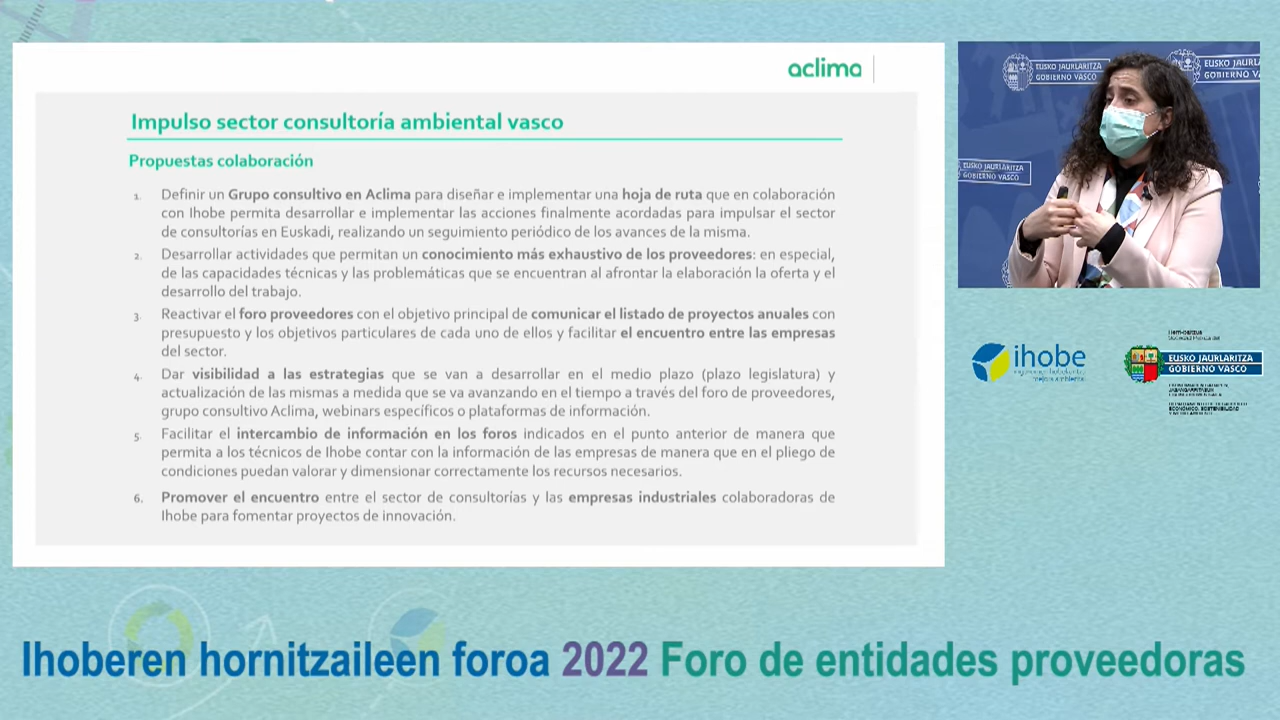 aclima
Impulso sector consultoría ambiental vasco
Propuestas colaboración
1. Definir un Grupo consultivo en Aclima para diseñar e implementar una hoja de ruta que en colaboración
con Ihobe permita desarrollar e implementar las acciones finalmente acordadas para impulsar el sector
de consultorías en Euskadi, realizando un seguimiento periódico de los avances de la misma.
2. Desarrollar actividades que permitan un conocimiento más exhaustivo de los proveedores: en especial,
de las capacidades técnicas y las problemáticas que se encuentran al afrontar la elaboración la oferta y el
desarrollo del trabajo.
3. Reactivar el foro proveedores con el objetivo principal de comunicar el listado de proyectos anuales con
presupuesto y los objetivos particulares de cada uno de ellos y facilitar el encuentro entre las empresas
del sector.
4. Dar visibilidad a las estrategias que se van a desarrollar en el medio plazo (plazo legislatura) y
actualización de las mismas a medida que se va avanzando en el tiempo a través del foro de proveedores,
grupo consultivo Aclima, webinars específicos o plataformas de información.
5. Facilitar el intercambio de información en los foros indicados en el punto anterior de manera que
permita a los técnicos de Ihobe contar con la información de las empresas de manera que en el pliego de
condiciones puedan valorar y dimensionar correctamente los recursos necesarios.
6. Promover el encuentro entre el sector de consultorías y las empresas industriales colaboradoras de
Ihobe para fomentar proyectos de innovación.
EUSKO JAURLARITZA
GOBIERNO VASCO
EUSKO JAURLA
GOBIERNO VA
EUSKO JAURLARITZA
GOBIERNO VASCO
ihobe
mejora ambiental
EUSKO JAURLARITZA
GOBIERNO VASCO
Ihoberen hornitzaileen foroa 2022 Foro de entidades proveedoras